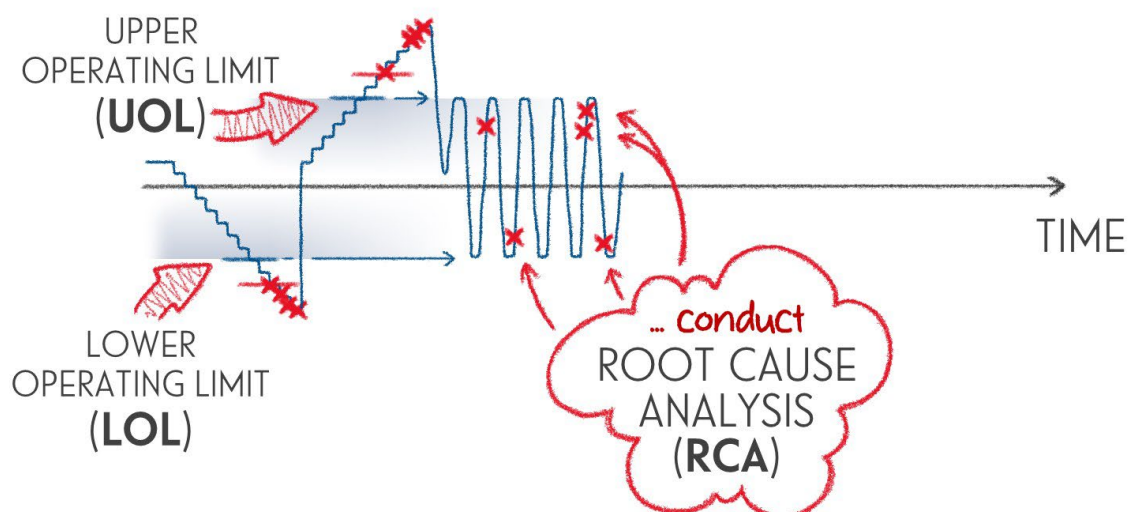 UPPER
OPERATING LIMIT
(UOL)
TIME
LOWER
OPERATING LIMIT
(LOL)
... conduct
ROOT CAUSE
ANALYSIS
(RCA)